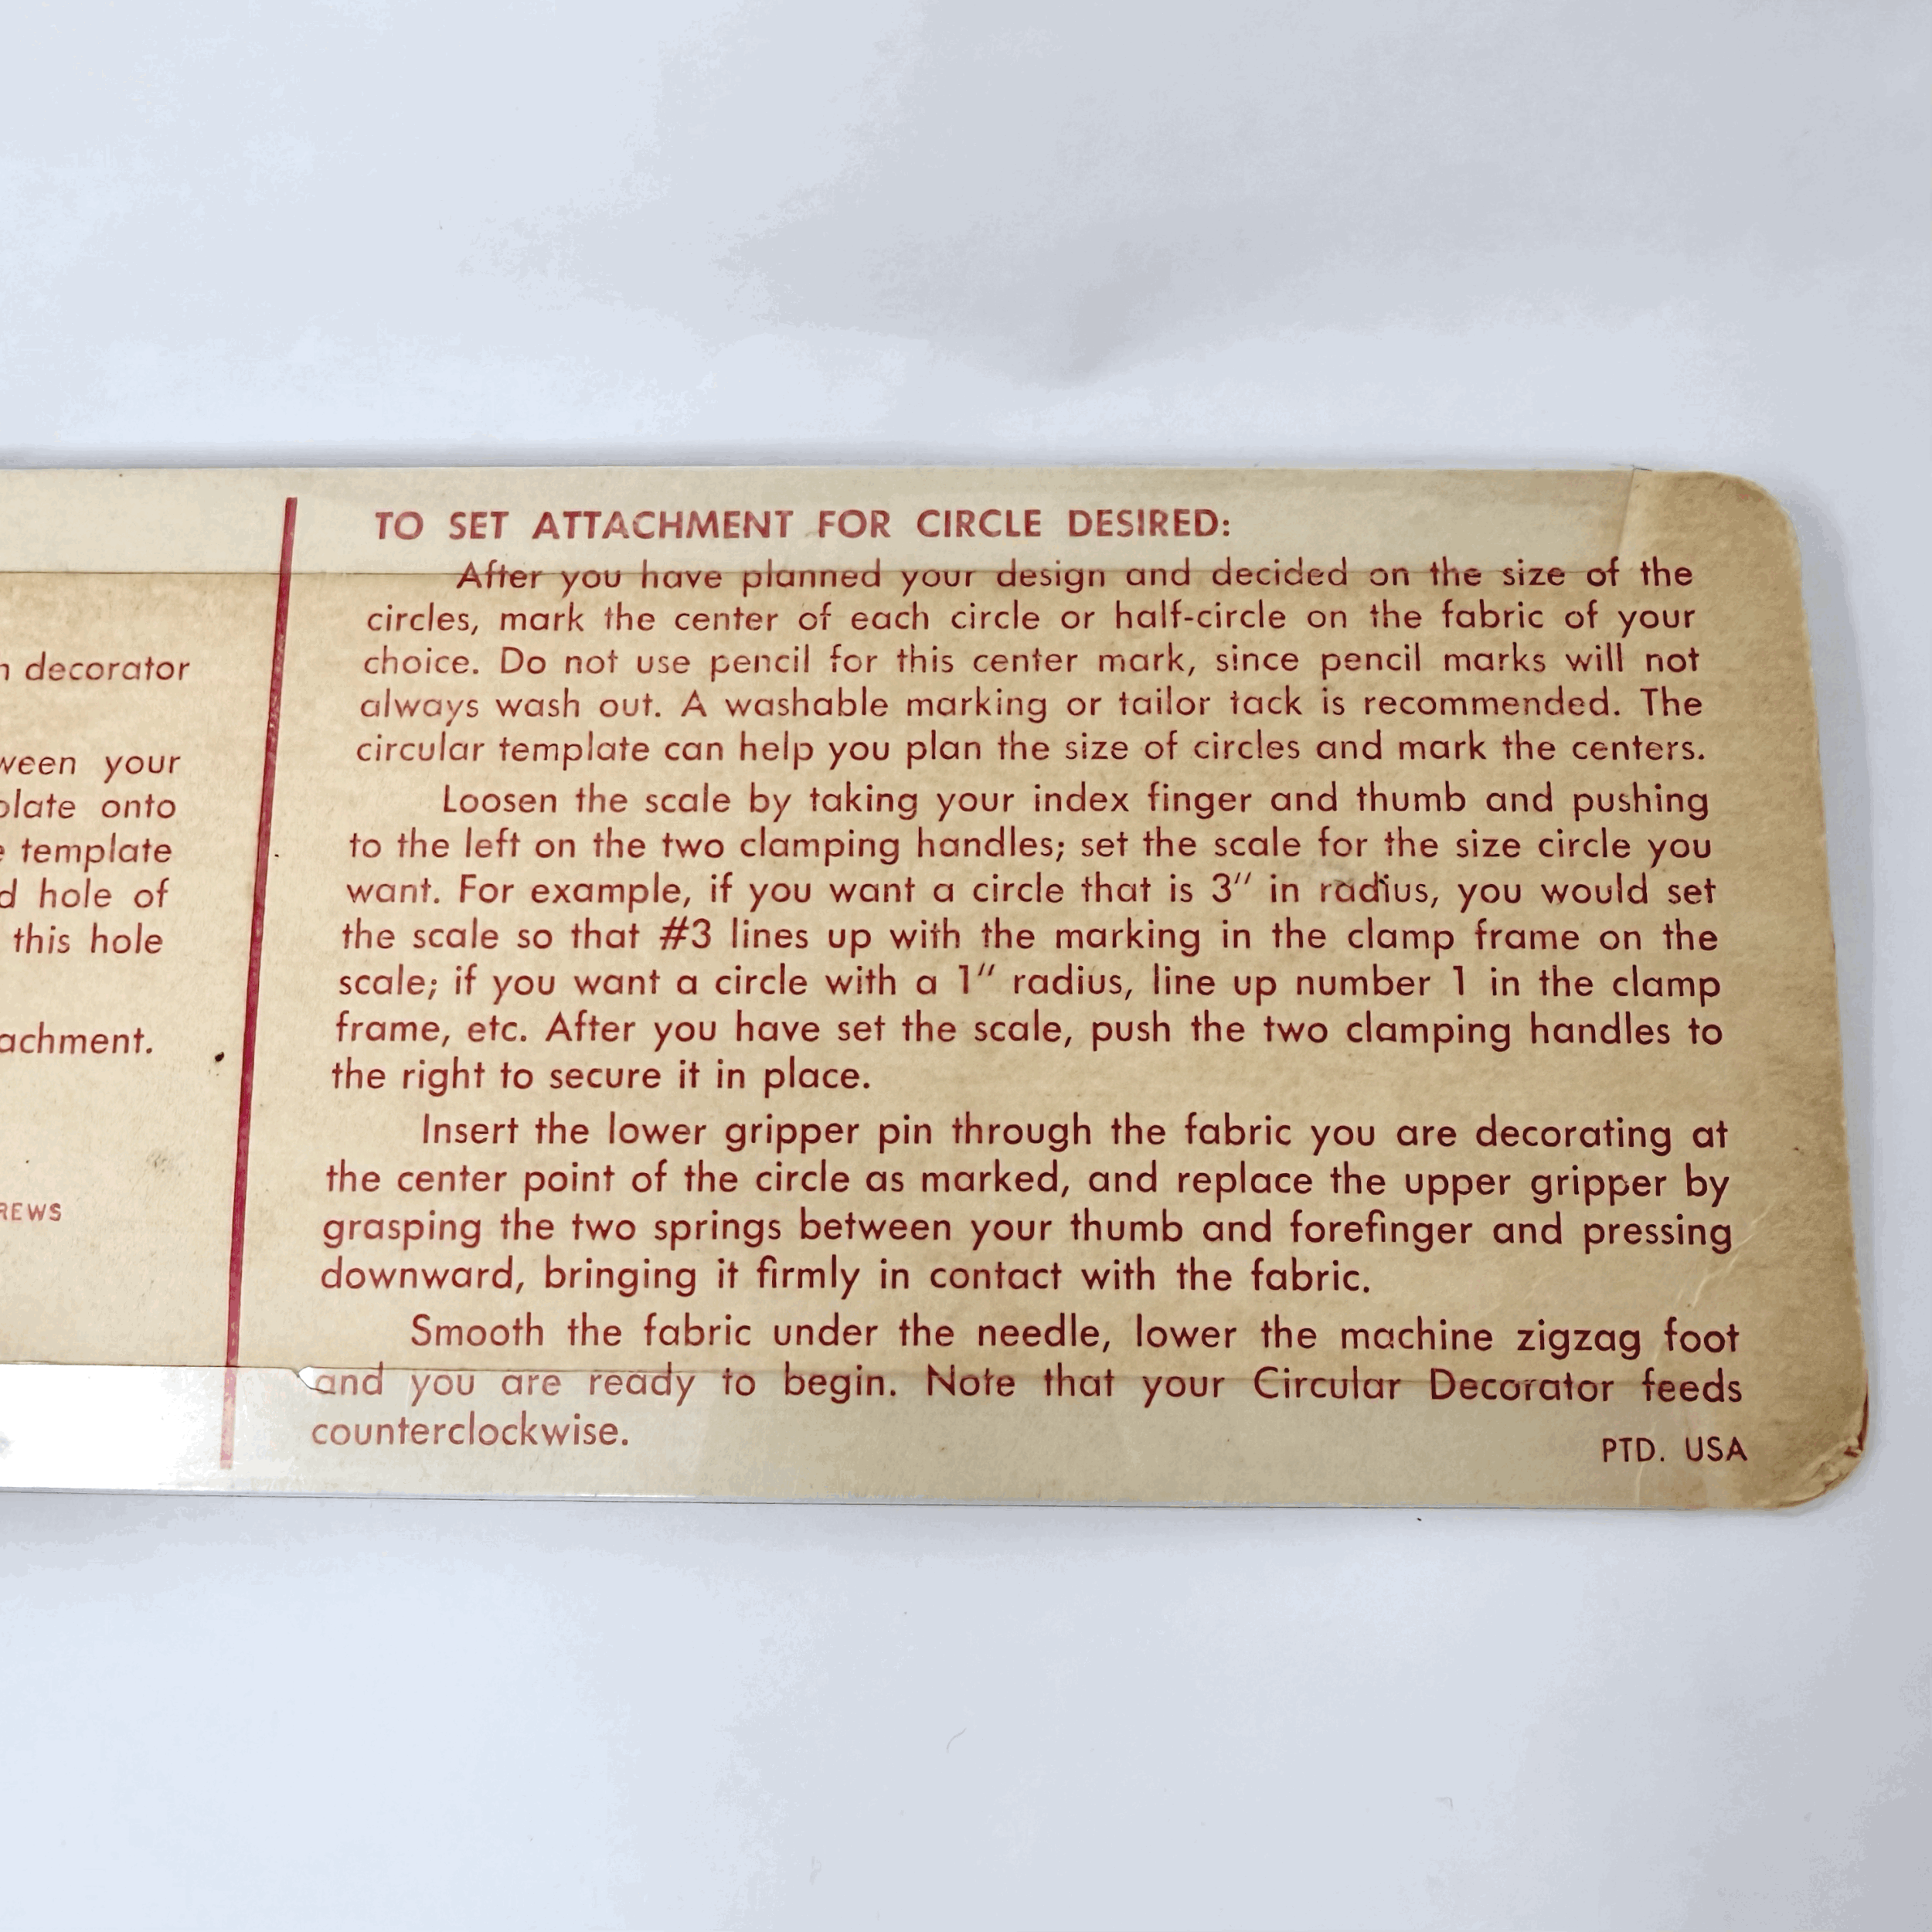 decorator
your
onto
template
hole of
this hole
TO SET ATTACHMENT FOR CIRCLE DESIRED:
After you have planned your design and decided on the size of the
circles, mark the center of each circle or half-circle on the fabric of your
choice. Do not use pencil for this center mark, since pencil marks will not
always wash out. A washable marking or tailor tack is recommended. The
circular template can help you plan the size of circles and mark the centers.
Loosen the scale by taking your index finger and thumb and pushing
to the left on the two clamping handles; set the scale for the size circle you
want. For example, if you want a circle that is 3" in radius, you would set
the scale so that #3 lines up with the marking in the clamp frame on the
scale; if you want a circle with a 1" radius, line up number 1 in the clamp
frame, etc. After you have set the scale, push the two clamping handles to
the right to secure it in place.
Insert the lower gripper pin through the fabric you are decorating at
the center point of the circle as marked, and replace the upper gripper by
grasping the two springs between your thumb and forefinger and pressing
downward, bringing it firmly in contact with the fabric.
Smooth the fabric under the needle, lower the machine zigzag foot
and you are ready to begin. Note that your Circular Decorator feeds
counterclockwise.
PTD. USA